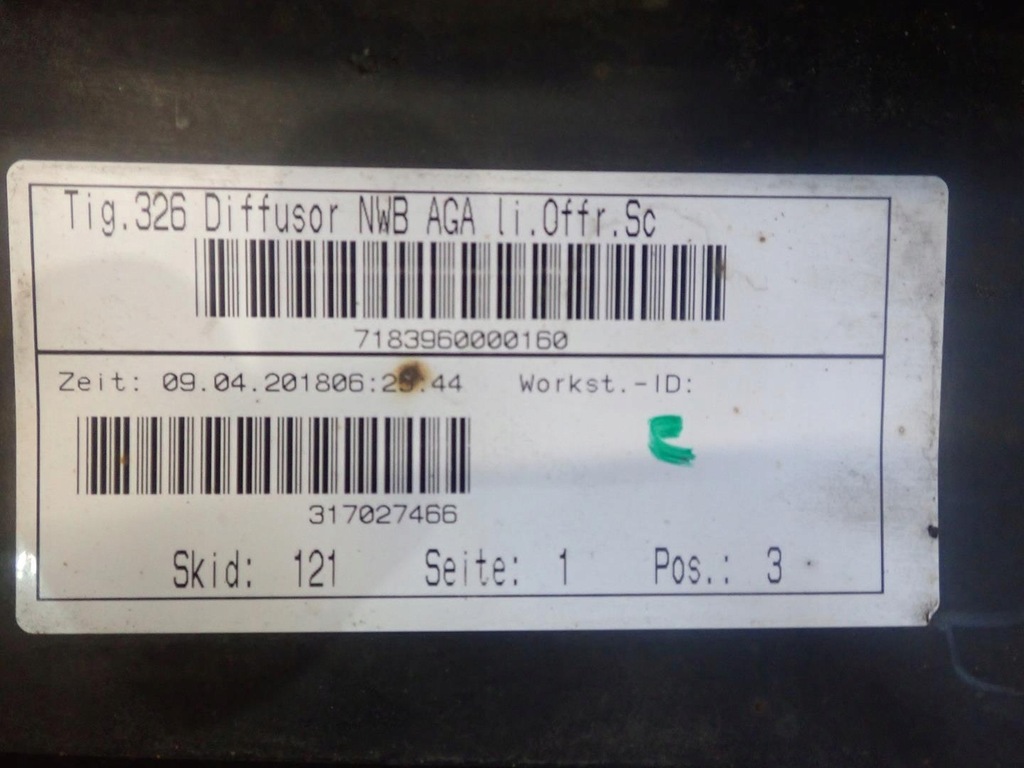 Tig.326 Diffusor NWB AGA li.Offr.Sc
7183960000160
Zeit: 09.04.201806:29:44 Workst.-ID:
317027466
Skid: 121 Seite: 1 Pos.: 3